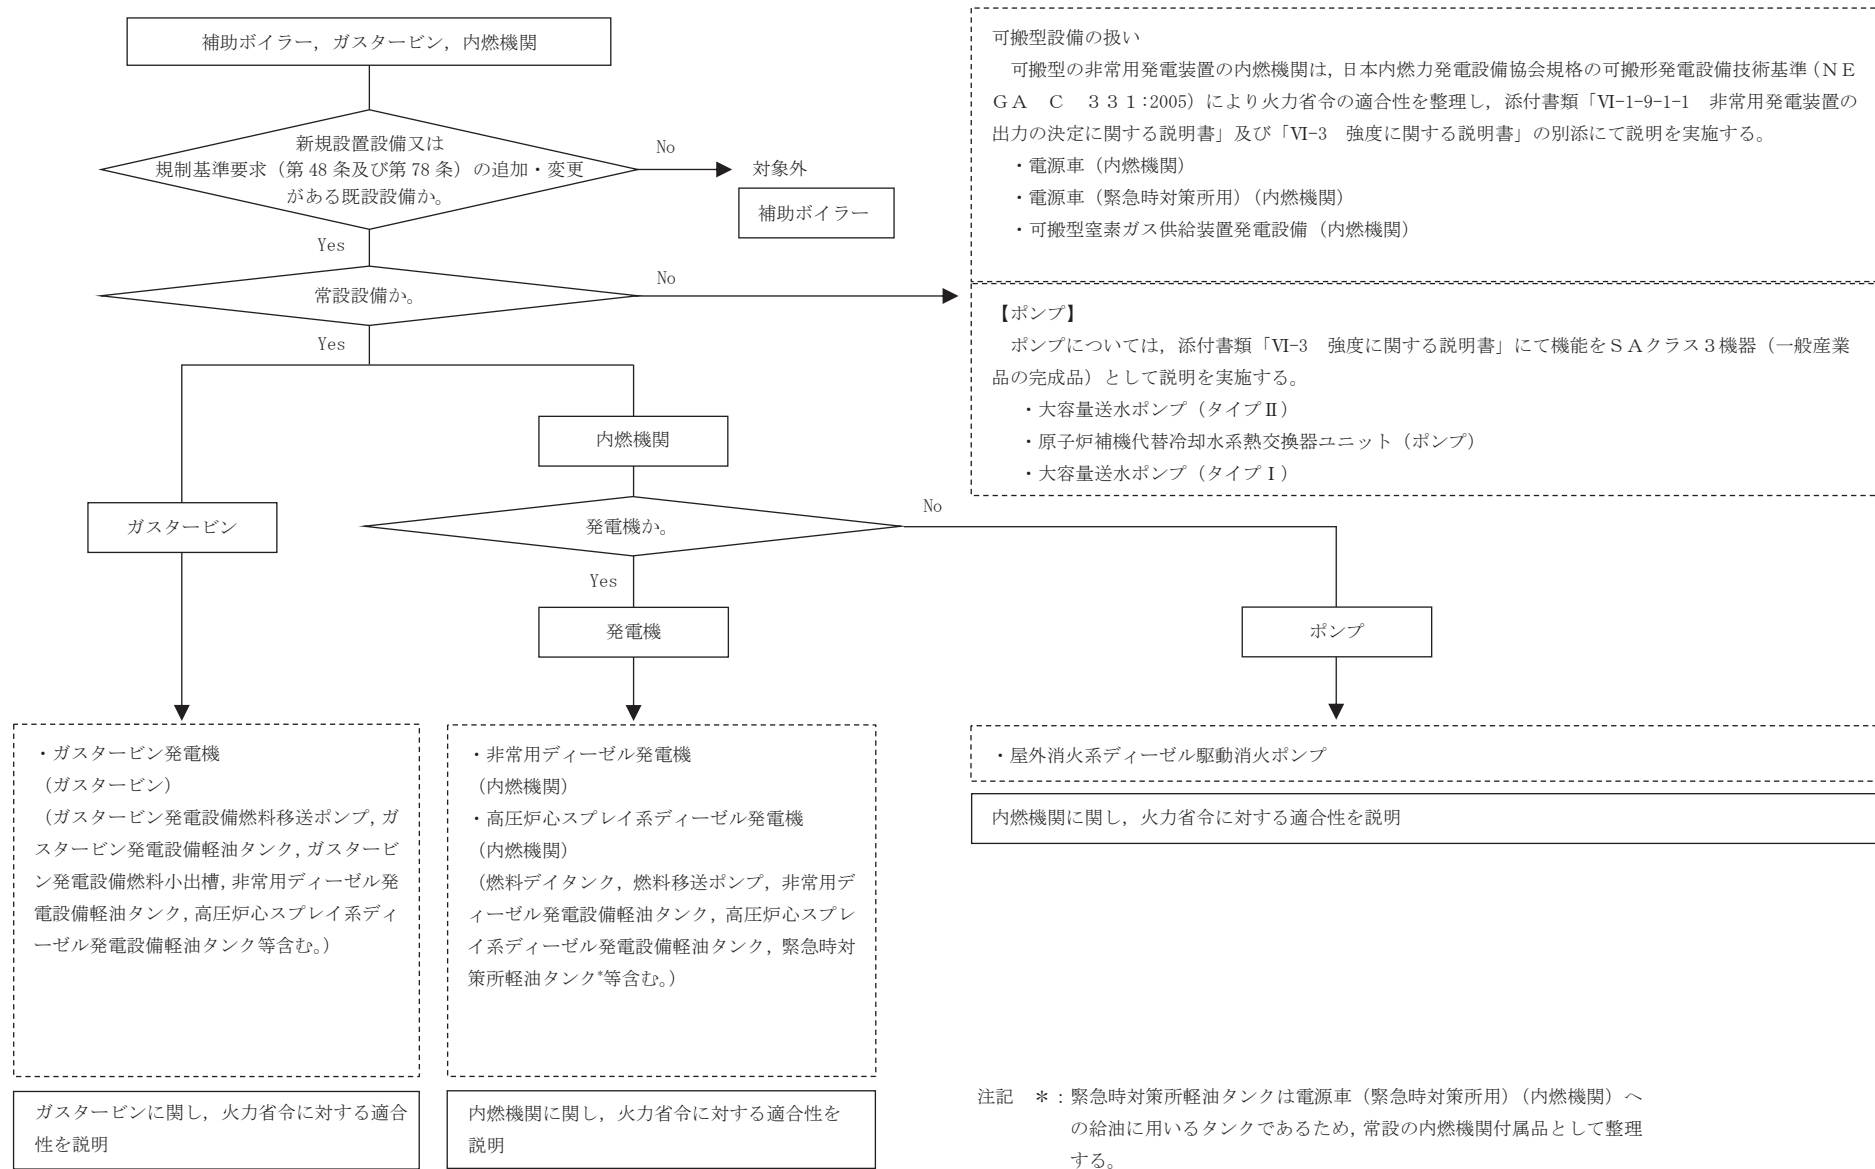 補助ボイラー，ガスタービン，内燃機関
新規設置設備又は
規制基準要求（第 48 条及び第 78 条）の追加・変更
がある既設設備か。
No
対象外
補助ボイラー
Yes
常設設備か。
No
Yes
可搬型設備の扱い
可搬型の非常用発電装置の内燃機関は，日本内燃力発電設備協会規格の可搬形発電設備技術基準（ＮＥ
ＧＡ　Ｃ　３３１:2005）により火力省令の適合性を整理し，添付書類「Ⅵ-1-9-1-1　非常用発電装置の
出力の決定に関する説明書」及び「Ⅵ-3　強度に関する説明書」の別添にて説明を実施する。
・電源車（内燃機関）
・電源車（緊急時対策所用）（内燃機関）
・可搬型窒素ガス供給装置発電設備（内燃機関）
【ポンプ】
ポンプについては，添付書類「Ⅵ-3　強度に関する説明書」にて機能をＳＡクラス３機器（一般産業
品の完成品）として説明を実施する。
・大容量送水ポンプ（タイプⅡ）
・原子炉補機代替冷却水系熱交換器ユニット（ポンプ）
・大容量送水ポンプ（タイプⅠ）
内燃機関
ガスタービン
発電機か。
No
Yes
発電機
ポンプ
・ガスタービン発電機
（ガスタービン）
（ガスタービン発電設備燃料移送ポンプ，ガ
スタービン発電設備軽油タンク，ガスタービ
ン発電設備燃料小出槽，非常用ディーゼル発
電設備軽油タンク，高圧炉心スプレイ系ディ
ーゼル発電設備軽油タンク等含む。）
ガスタービンに関し，火力省令に対する適合
性を説明
・非常用ディーゼル発電機
（内燃機関）
・高圧炉心スプレイ系ディーゼル発電機
（内燃機関）
（燃料デイタンク，燃料移送ポンプ，非常用デ
ィーゼル発電設備軽油タンク，高圧炉心スプレ
イ系ディーゼル発電設備軽油タンク，緊急時対
策所軽油タンク*等含む。）
内燃機関に関し，火力省令に対する適合性を
説明
・屋外消火系ディーゼル駆動消火ポンプ
内燃機関に関し，火力省令に対する適合性を説明
注記　＊：緊急時対策所軽油タンクは電源車（緊急時対策所用）（内燃機関）へ
の給油に用いるタンクであるため，常設の内燃機関付属品として整理
する。